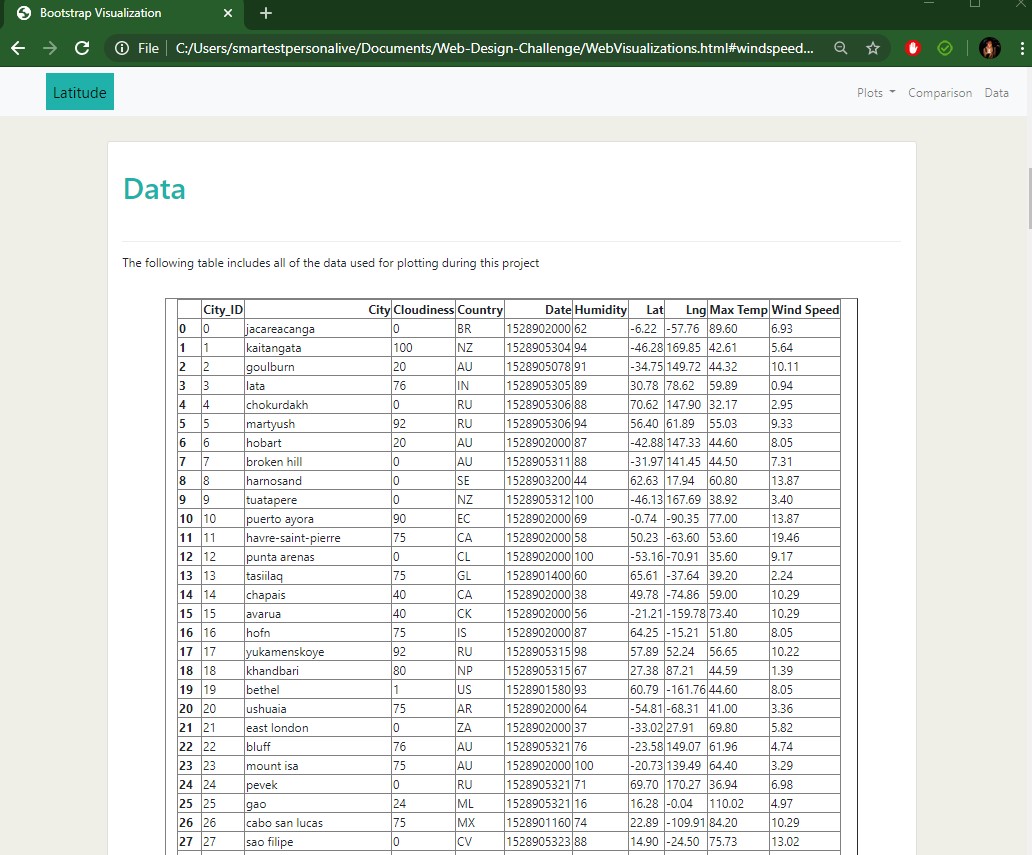 Bootstrap Visualization
File C:/Users/smartestpersonalive/Documents/Web-Design-Challenge/WebVisualizations.html#windspeed...
Latitude Plots Comparison Data
Data
The following table includes all of the data used for plotting during this project
City_ID City Cloudiness Country Date Humidity Lat Lng Max Temp Wind Speed
0 0 jacareacanga 0 BR 1528902000 62 -6.22 -57.76 89.60 6.93
1 1 kaitangata 100 NZ 1528905304 94 -46.28 169.85 42.61 5.64
2 2 goulburn 20 AU 1528905078 91 -34.75 149.72 44.32 10.11
3 3 lata 76 IN 1528905305 89 30.78 78.62 59.89 0.94
4 4 chokurdakh 0 RU 1528905306 88 70.62 147.90 32.17 2.95
5 5 martyush 92 RU 1528905306 94 56.40 61.89 55.03 9.33
6 6 hobart 20 AU 1528902000 87 -42.88 147.33 44.60 8.05
7 7 broken hill 0 AU 1528905311 88 -31.97 141.45 44.50 7.31
8 8 harnosand 0 SE 1528903200 44 62.63 17.94 60.80 13.87
9 9 tuatapere 0 NZ 1528905312 100 -46.13 167.69 38.92 3.40
10 10 puerto ayora 90 EC 1528902000 69 -0.74 -90.35 77.00 13.87
11 11 havre-saint-pierre 75 CA 1528902000 58 50.23 -63.60 53.60 19.46
12 12 punta arenas 0 CL 1528902000 100 -53.16 -70.91 35.60 9.17
13 13 tasiilaq 75 GL 1528901400 60 65.61 -37.64 39.20 2.24
14 14 chapais 40 CA 1528902000 38 49.78 -74.86 59.00 10.29
15 15 avarua 40 CK 1528902000 56 -21.21 -159.78 73.40 10.29
16 16 hofn 75 IS 1528902000 87 64.25 -15.21 51.80 8.05
17 17 yukamenskoye 92 RU 1528905315 98 57.89 52.24 56.65 10.22
18 18 khandbari 80 NP 1528905315 67 27.38 87.21 44.59 1.39
19 19 bethel 1 US 1528901580 93 60.79 -161.76 44.60 8.05
20 20 ushuaia 75 AR 1528902000 64 -54.81 -68.31 41.00 3.36
21 21 east london 0 ZA 1528902000 37 -33.02 27.91 69.80 5.82
22 22 bluff 76 AU 1528905321 76 -23.58 149.07 61.96 4.74
23 23 mount isa 75 AU 1528902000 100 -20.73 139.49 64.40 3.29
24 24 pevek 0 RU 1528905321 71 69.70 170.27 36.94 6.98
25 25 gao 24 ML 1528905321 16 16.28 -0.04 110.02 4.97
26 26 cabo san lucas 75 MX 1528901160 74 22.89 -109.91 84.20 10.29
27 27 sao filipe 0 CV 1528905323 88 14.90 -24.50 75.73 13.02